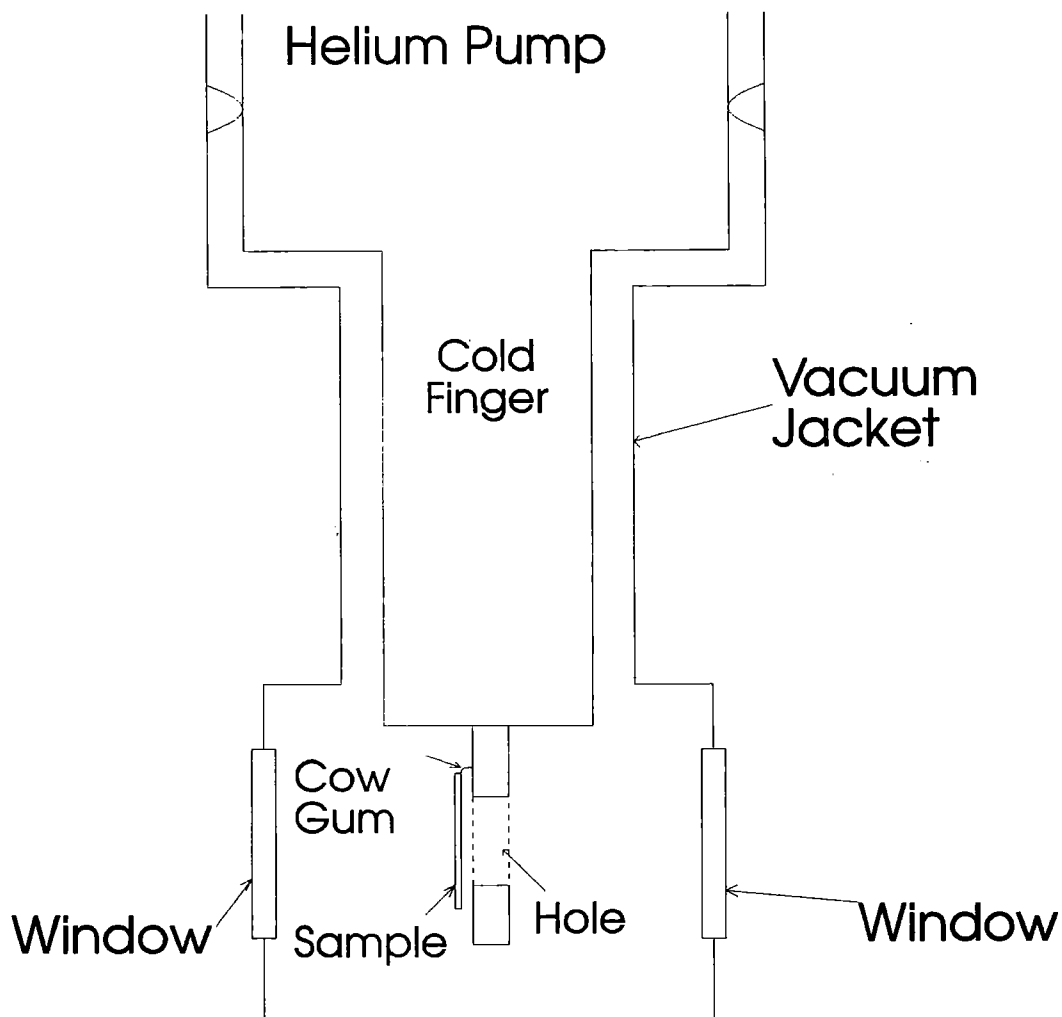 Helium Pump
Cold
Finger
Vacuum
Jacket
Cow
Gum
Window
Sample
Hole
Window